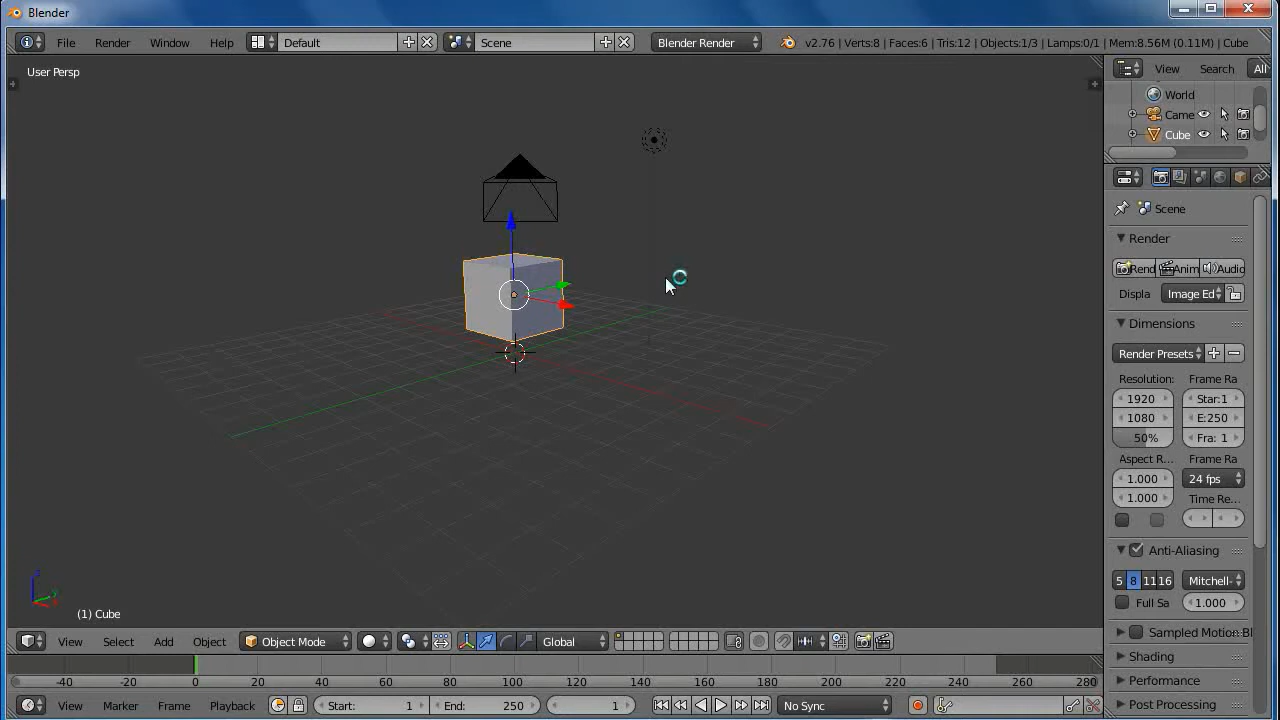 Blender
File Render Window Help Default Scene Blender Render v2.76 | Verts:8 | Faces:6 | Tris:12 | Objects:1/3 | Lamps:0/1 | Mem:8.56M (0.11M) | Cube
User Persp
View Search All
World
Came
Cube
Scene
Render
Rend Anim Audio
Displa Image Ed
Dimensions
Render Presets
Resolution: Frame Ra
1920 Star:1
1080 E:250
50% Fra: 1
Aspect R... Frame Ra
1.000 24 fps
1.000 Time Re...
Anti-Aliasing
5 8 11 16 Mitchell-
Full Sa 1.000
Sampled Motion Bl
Shading
Performance
Post Processing
z
y
x
(1) Cube
View Select Add Object Object Mode Global
-40 -20 0 20 40 60 80 100 120 140 160 180 200 220 240 260 280
View Marker Frame Playback Start: 1 End: 250 1 No Sync